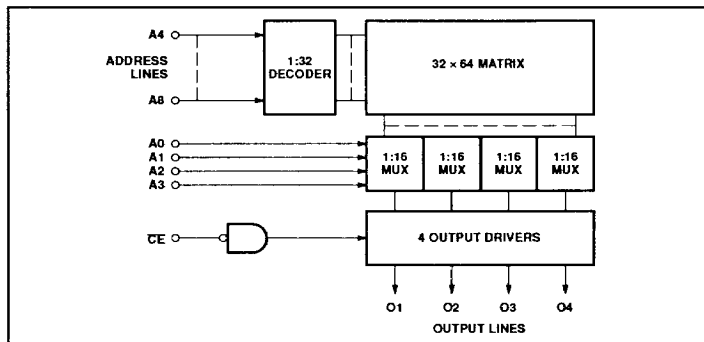 A4
ADDRESS
LINES
A8
1:32
DECODER
32 × 64 MATRIX
A0
A1
A2
A3
1:16
MUX
1:16
MUX
1:16
MUX
1:16
MUX
CE
4 OUTPUT DRIVERS
O1 O2 O3 O4
OUTPUT LINES